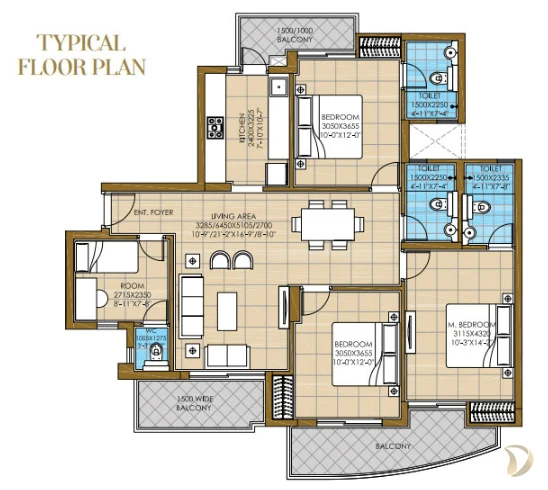 TYPICAL
FLOOR PLAN
1500/1000
BALCONY
KITCHEN
2400X3225
7'-10"X10'-7"
BEDROOM
3050X3655
10'-0"X12'-0"
TOILET
1500X2250
4'-11"X7'-4"
TOILET
1500X2250
4'-11"X7'-4"
TOILET
1500X2335
4'-11"X7'-8"
ENT. FOYER
LIVING AREA
3285/6450X5105/2700
10'-9"/21'-2"X16'-9"/8'-10"
ROOM
2715X2350
8'-11"X7'-8"
WC
1005X1275
BEDROOM
3050X3655
10'-0"X12'-0"
M. BEDROOM
3115X4320
10'-3"X14'-2"
1500 WIDE
BALCONY
BALCONY